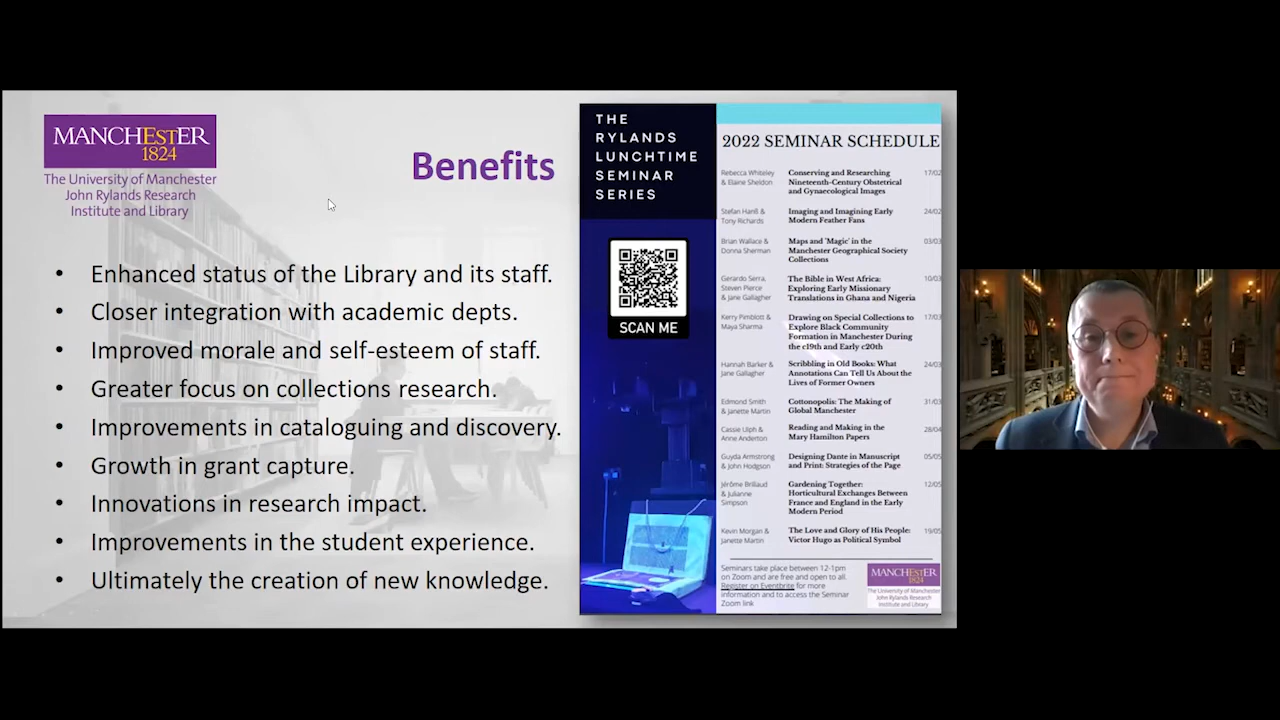 MANCHESTER
1824
The University of Manchester
John Rylands Research
Institute and Library
Benefits
• Enhanced status of the Library and its staff.
• Closer integration with academic depts.
• Improved morale and self-esteem of staff.
• Greater focus on collections research.
• Improvements in cataloguing and discovery.
• Growth in grant capture.
• Innovations in research impact.
• Improvements in the student experience.
• Ultimately the creation of new knowledge.
THE
RYLANDS
LUNCHTIME
SEMINAR
SERIES
SCAN ME
2022 SEMINAR SCHEDULE
Rebecca Whiteley
& Elaine Sheldon
Conserving and Researching
Nineteenth-Century Obstetrical
and Gynaecological Images
17/02
Stefan Hanß &
Tony Richards
Imaging and Imagining Early
Modern Feather Fans
24/02
Brian Wallace &
Donna Sherman
Maps and 'Magic' in the
Manchester Geographical Society
Collections
03/03
Gerardo Serra,
Steven Pierce
& Jane Gallagher
The Bible in West Africa:
Exploring Early Missionary
Translations in Ghana and Nigeria
10/03
Kerry Pimblott &
Maya Sharma
Drawing on Special Collections to
Explore Black Community
Formation in Manchester During
the c19th and Early c20th
17/03
Hannah Barker &
Jane Gallagher
Scribbling in Old Books: What
Annotations Can Tell Us About the
Lives of Former Owners
24/03
Edmond Smith
& Janette Martin
Cottonopolis: The Making of
Global Manchester
31/03
Cassie Ulph &
Anne Anderton
Reading and Making in the
Mary Hamilton Papers
28/04
Guyda Armstrong
& John Hodgson
Designing Dante in Manuscript
and Print: Strategies of the Page
05/05
Jérôme Brillaud
& Julianne
Simpson
Gardening Together:
Horticultural Exchanges Between
France and England in the Early
Modern Period
12/05
Kevin Morgan &
Janette Martin
The Love and Glory of His People:
Victor Hugo as Political Symbol
19/05
Seminars take place between 12-1pm
on Zoom and are free and open to all.
Register on Eventbrite for more
information and to access the Seminar
Zoom link
MANCHESTER
1824
The University of Manchester
John Rylands Research
Institute and Library